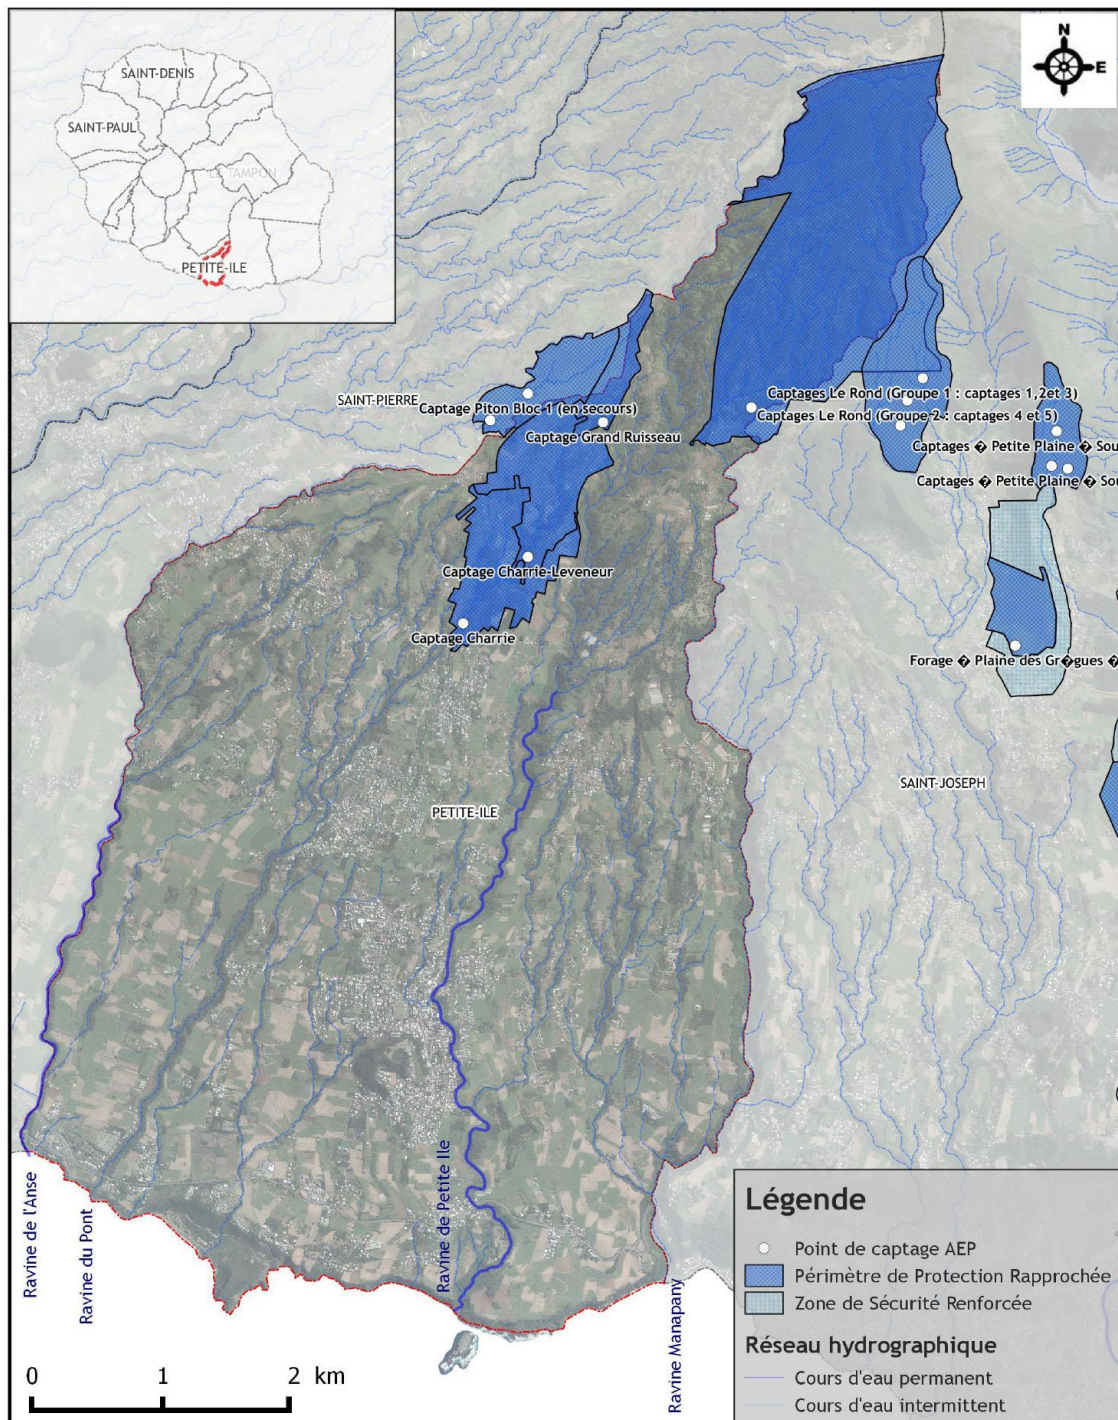 SAINT-DENIS
SAINT-PAUL
LE TAMPON
PETITE-ILE
N
E
SAINT-PIERRE
Captage Piton Bloc 1 (en secours)
Captage Grand Ruisseau
Captages Le Rond (Groupe 1 : captages 1,2et 3)
Captages Le Rond (Groupe 2 : captages 4 et 5)
Captages � Petite Plaine � Sou
Captages � Petite Plaine � Sou
Captage Charrie-Leveneur
Captage Charrie
Forage � Plaine des Gr�gues �
SAINT-JOSEPH
PETITE-ILE
Ravine de l'Anse
Ravine du Pont
Ravine de Petite Ile
Ravine Manapany
Légende
Point de captage AEP
Périmètre de Protection Rapprochée
Zone de Sécurité Renforcée
Réseau hydrographique
Cours d'eau permanent
Cours d'eau intermittent
0 1 2 km